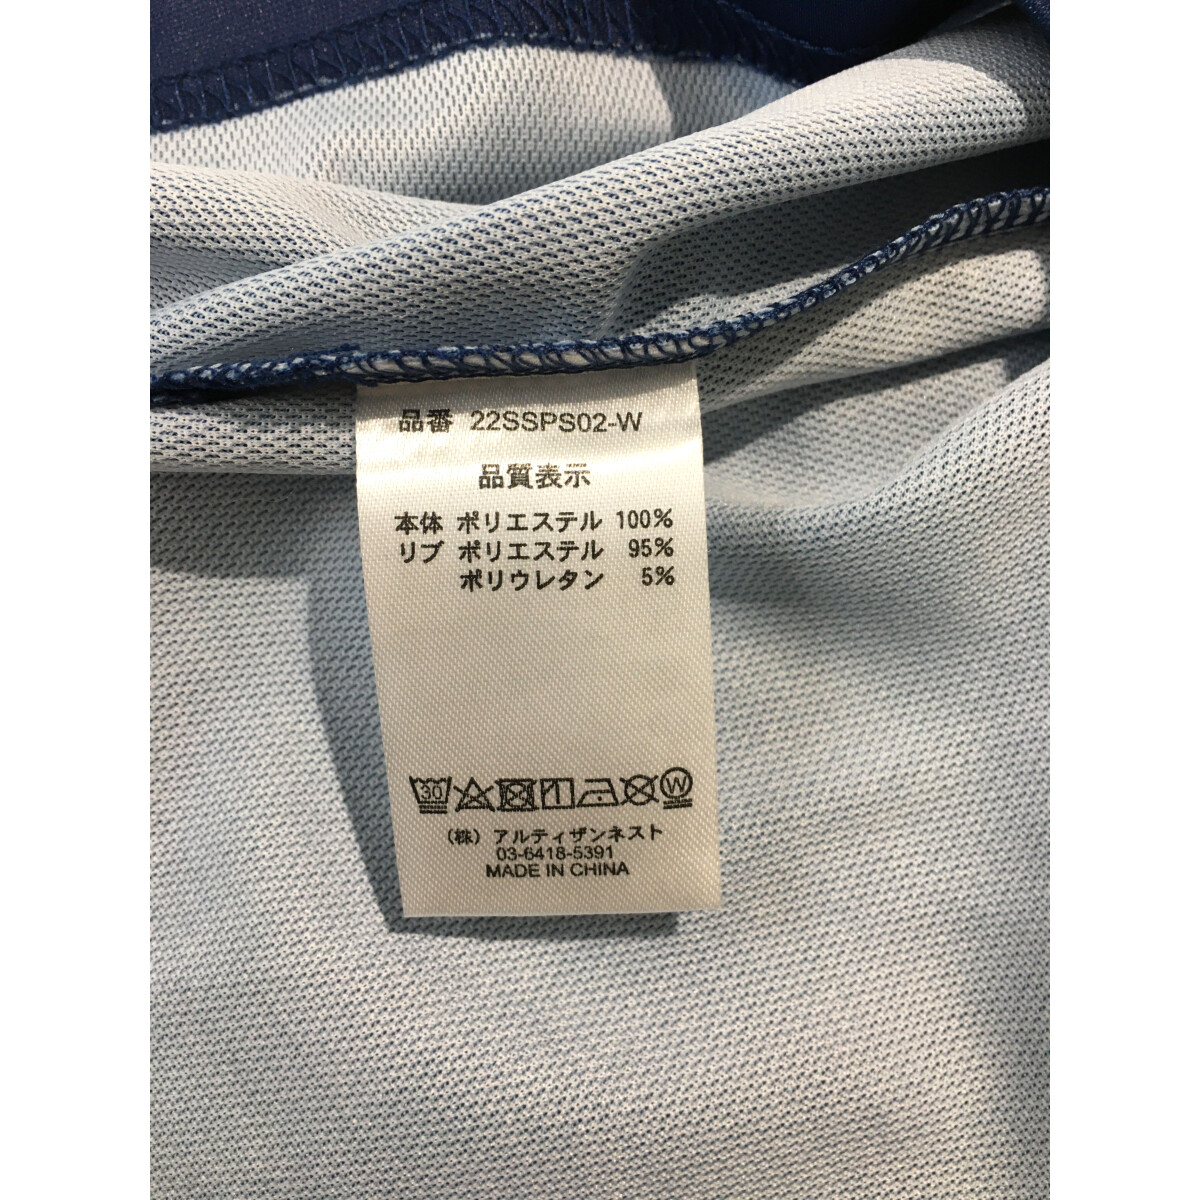 品番 22SSPS02-W
品質表示
本体 ポリエステル 100%
リブ ポリエステル 95%
ポリウレタン 5%
30 W
(株) アルティザンネスト
03-6418-5391
MADE IN CHINA